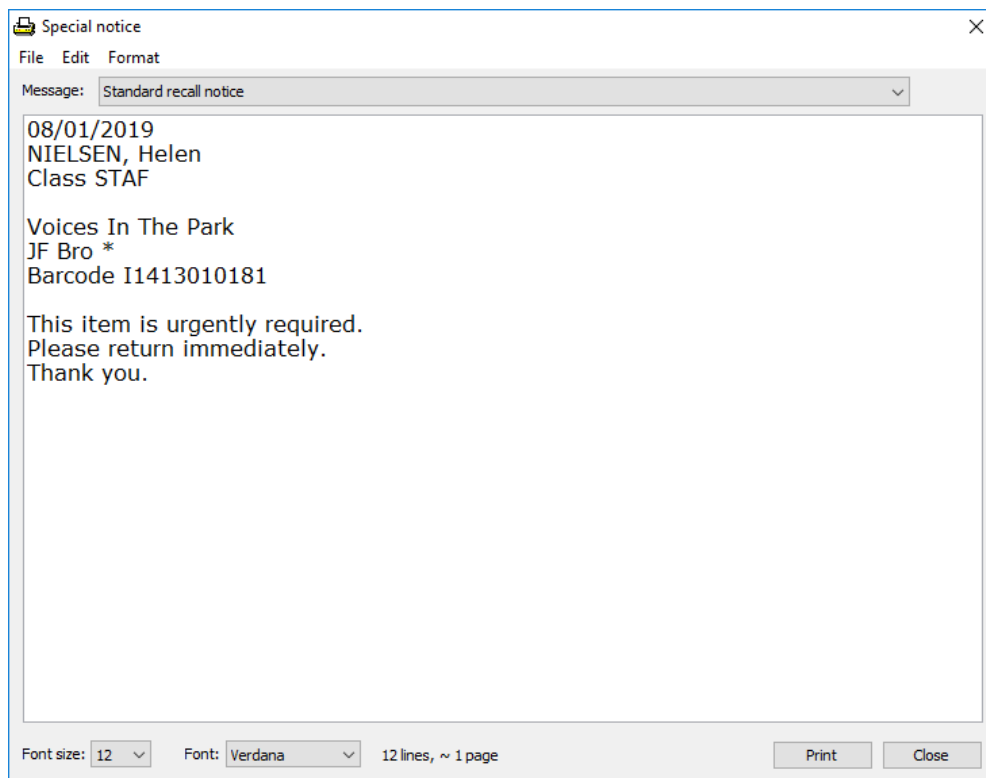 Special notice
File Edit Format
Message: Standard recall notice
08/01/2019
NIELSEN, Helen
Class STAF
Voices In The Park
JF Bro *
Barcode I1413010181
This item is urgently required.
Please return immediately.
Thank you.
Font size: 12 Font: Verdana 12 lines, ~ 1 page Print Close